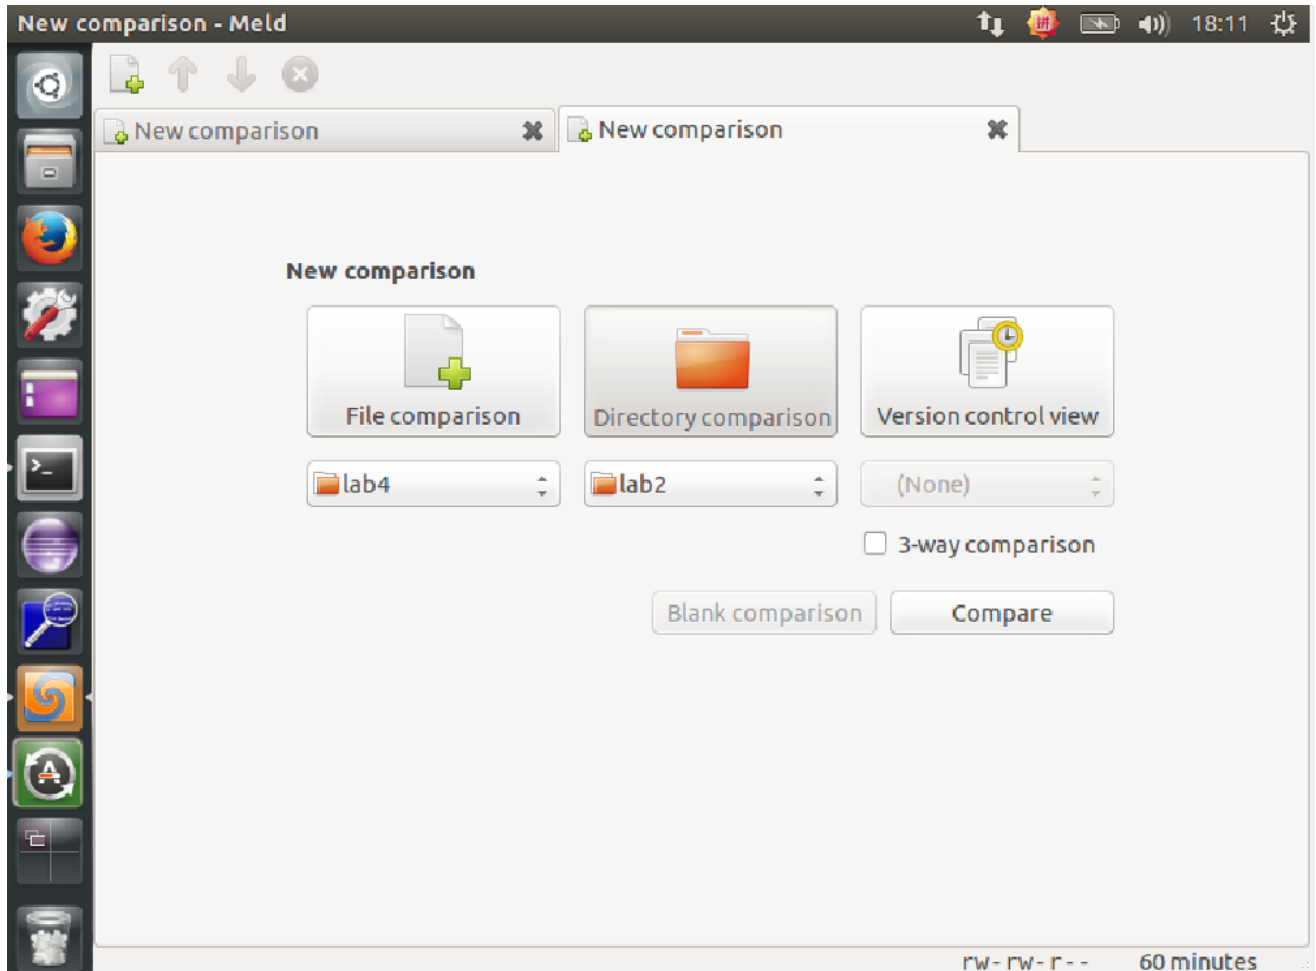 New comparison - Meld
拼
18:11
New comparison
New comparison
New comparison
File comparison
Directory comparison
Version control view
lab4
lab2
(None)
3-way comparison
Blank comparison
Compare
rw-rw-r--
60 minutes